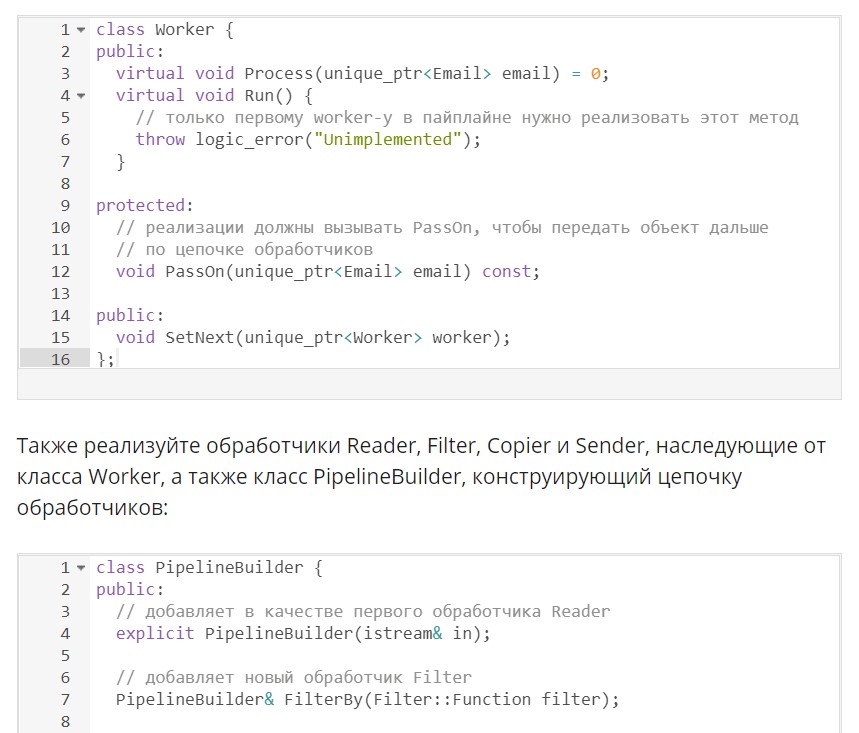 1 class Worker {
2 public:
3 virtual void Process(unique_ptr<Email> email) = 0;
4 virtual void Run() {
5 // только первому worker-у в пайплайне нужно реализовать этот метод
6 throw logic_error("Unimplemented");
7 }
8
9 protected:
10 // реализации должны вызывать PassOn, чтобы передать объект дальше
11 // по цепочке обработчиков
12 void PassOn(unique_ptr<Email> email) const;
13
14 public:
15 void SetNext(unique_ptr<Worker> worker);
16 };
Также реализуйте обработчики Reader, Filter, Copier и Sender, наследующие от
класса Worker, а также класс PipelineBuilder, конструирующий цепочку
обработчиков:
1 class PipelineBuilder {
2 public:
3 // добавляет в качестве первого обработчика Reader
4 explicit PipelineBuilder(istream& in);
5
6 // добавляет новый обработчик Filter
7 PipelineBuilder& FilterBy(Filter::Function filter);
8